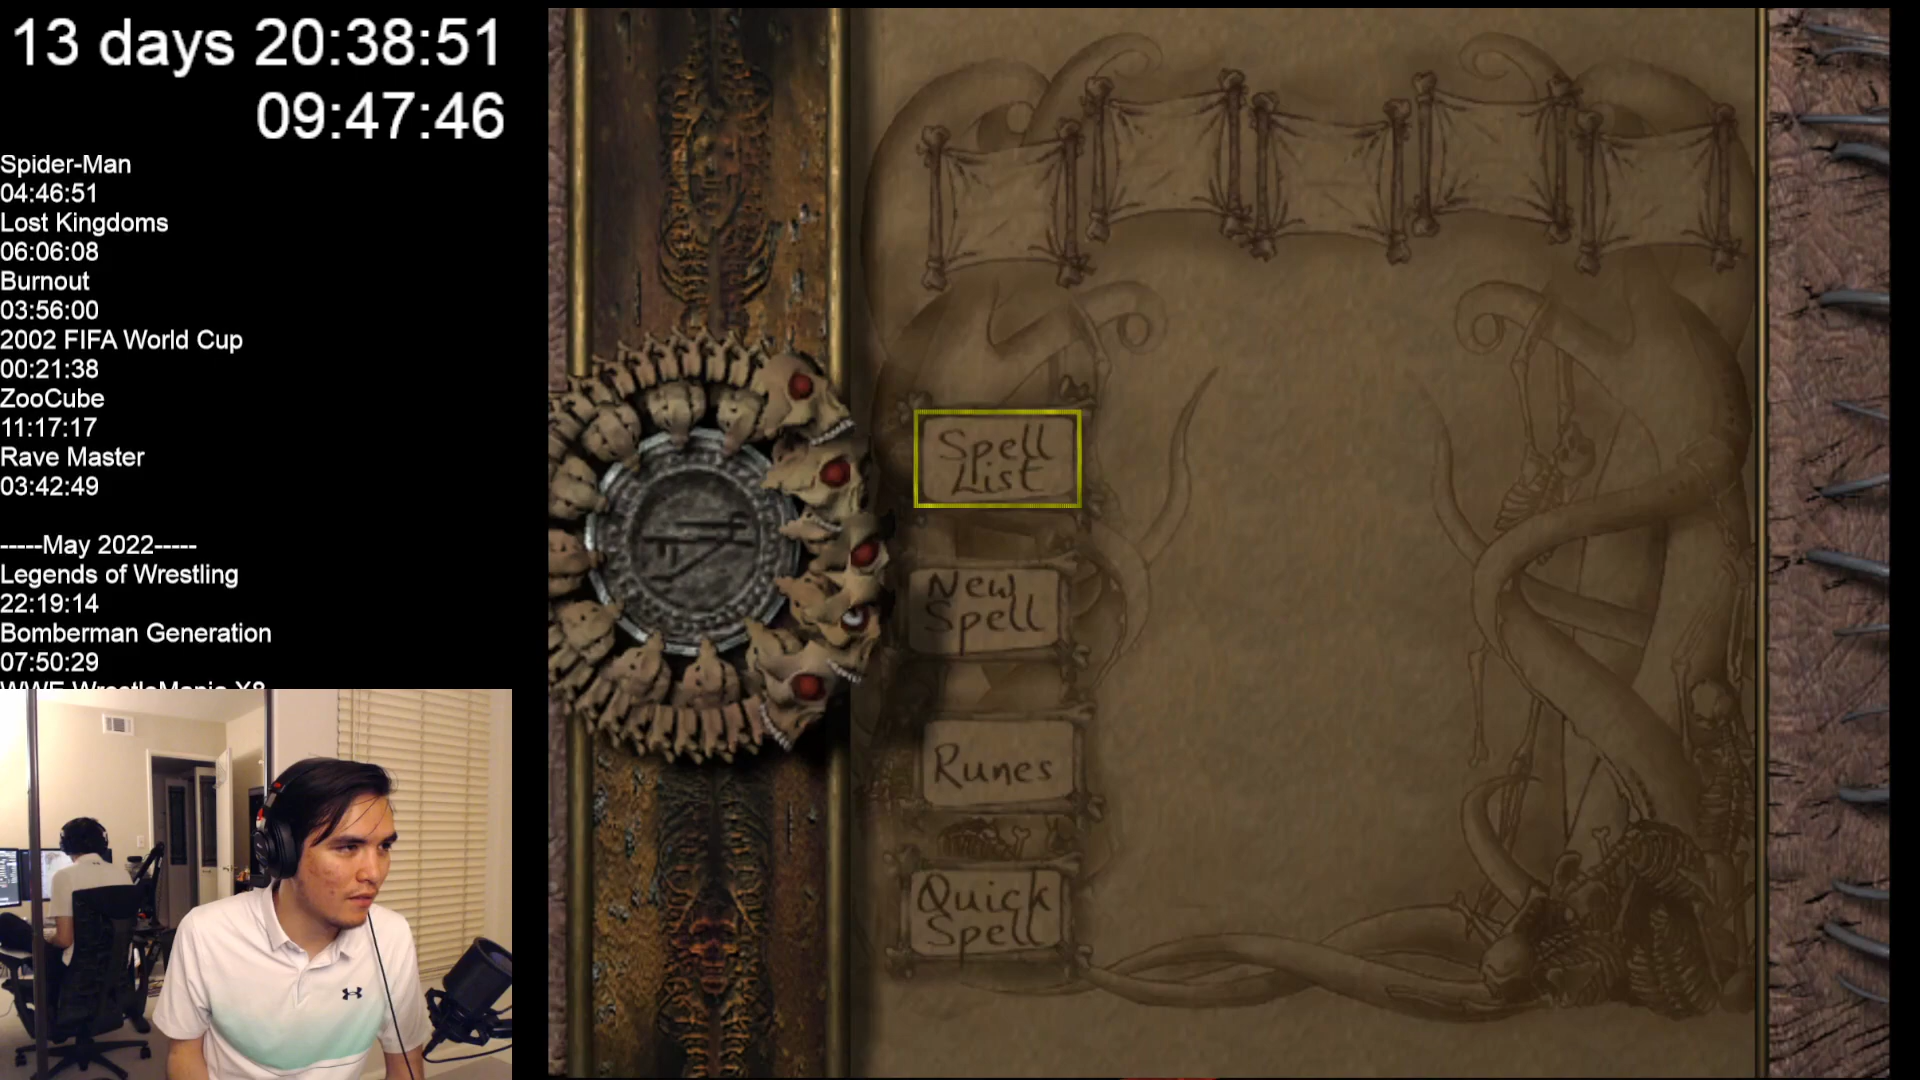 13 days 20:38:51
09:47:46
Spider-Man
04:46:51
Lost Kingdoms
06:06:08
Burnout
03:56:00
2002 FIFA World Cup
00:21:38
ZooCube
11:17:17
Rave Master
03:42:49
-----May 2022-----
Legends of Wrestling
22:19:14
Bomberman Generation
07:50:29
WWE WrestleMania X8
Spell
List
New
Spell
Runes
Quick
Spell